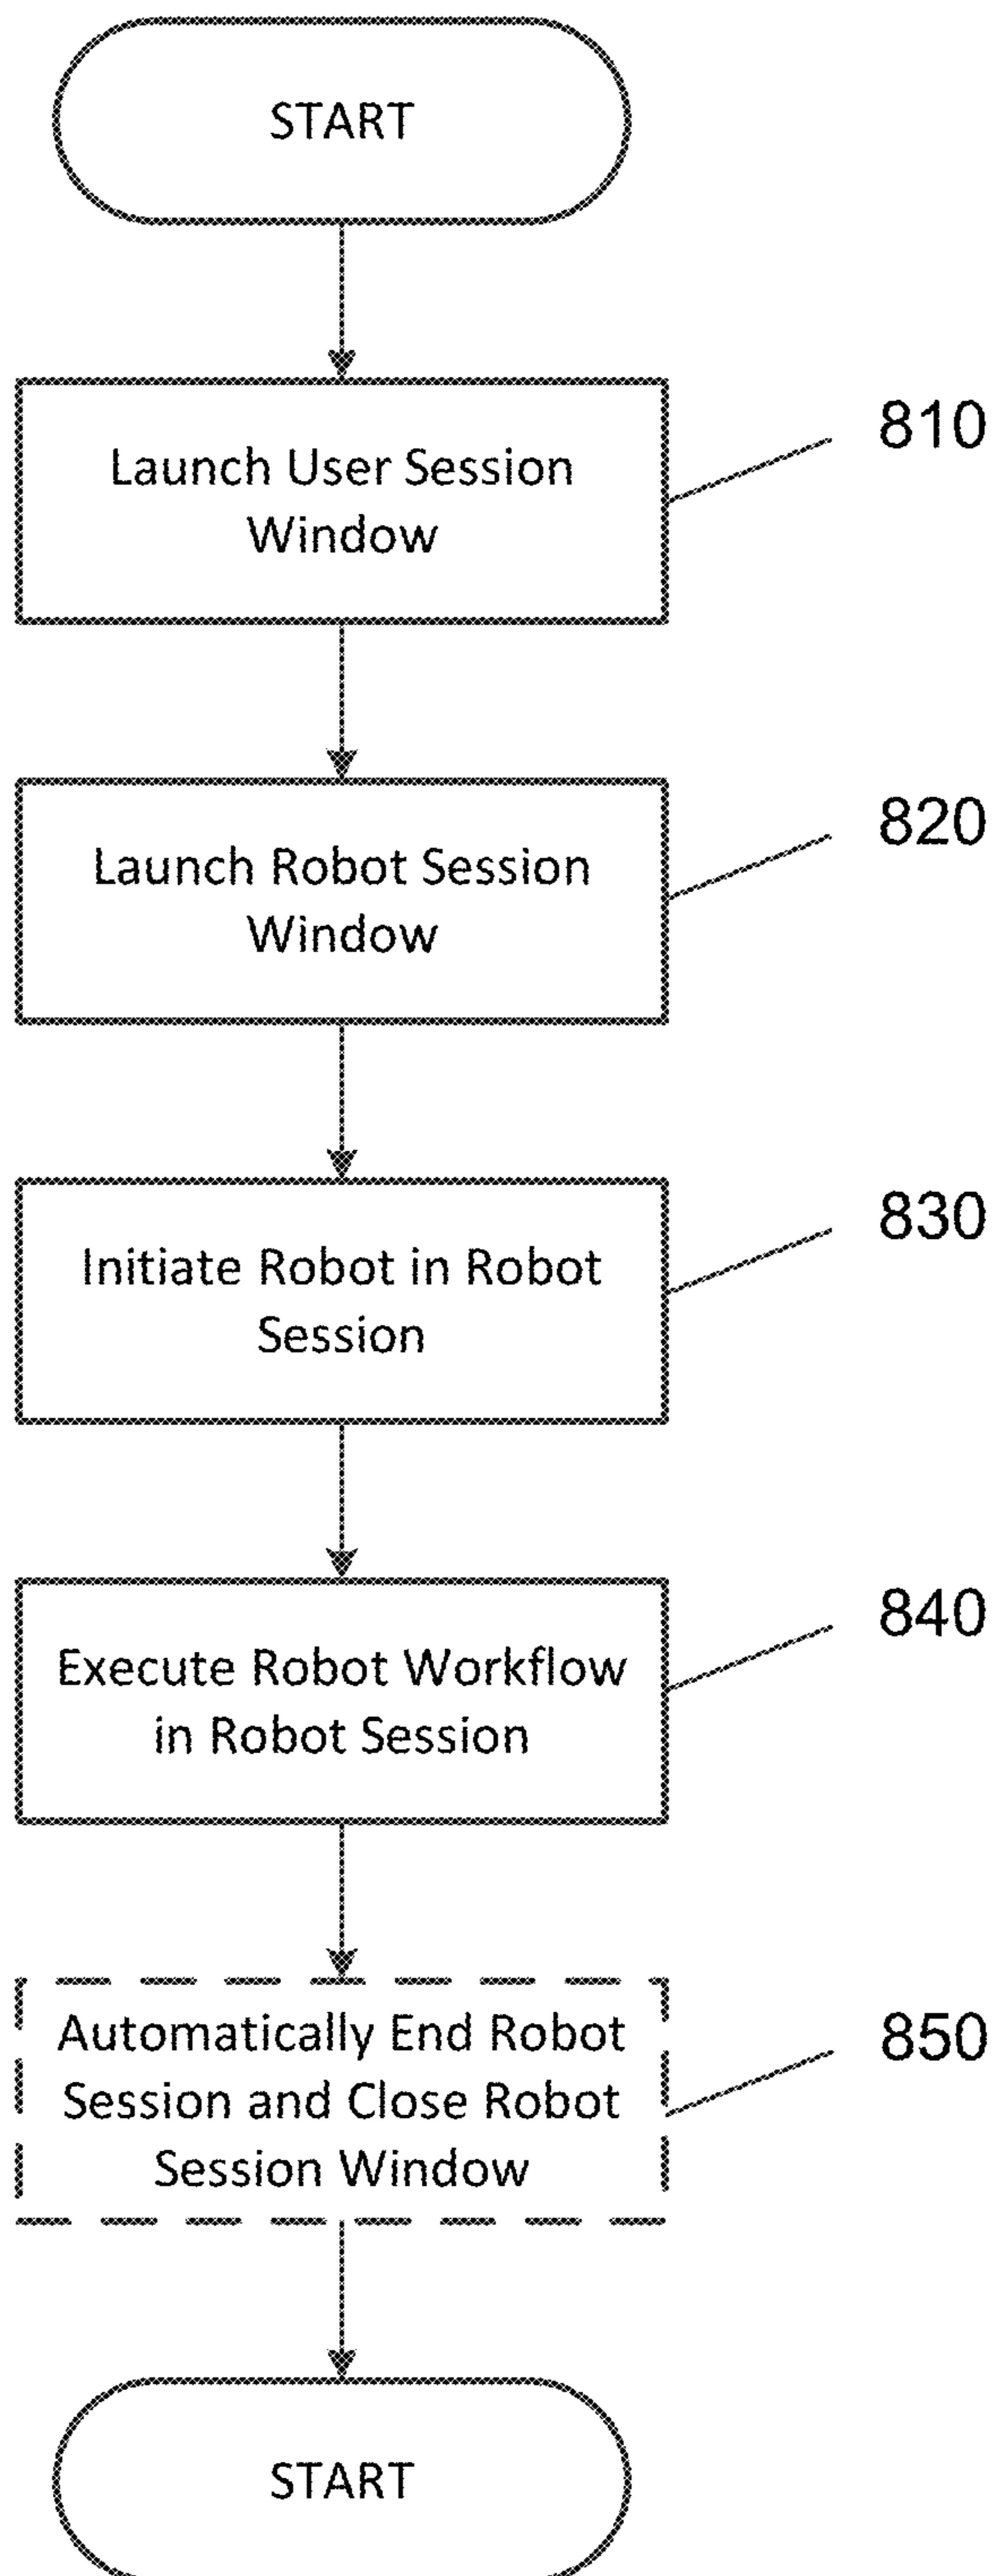 START
Launch User Session
Window
810
Launch Robot Session
Window
820
Initiate Robot in Robot
Session
830
Execute Robot Workflow
in Robot Session
840
Automatically End Robot
Session and Close Robot
Session Window
850
START